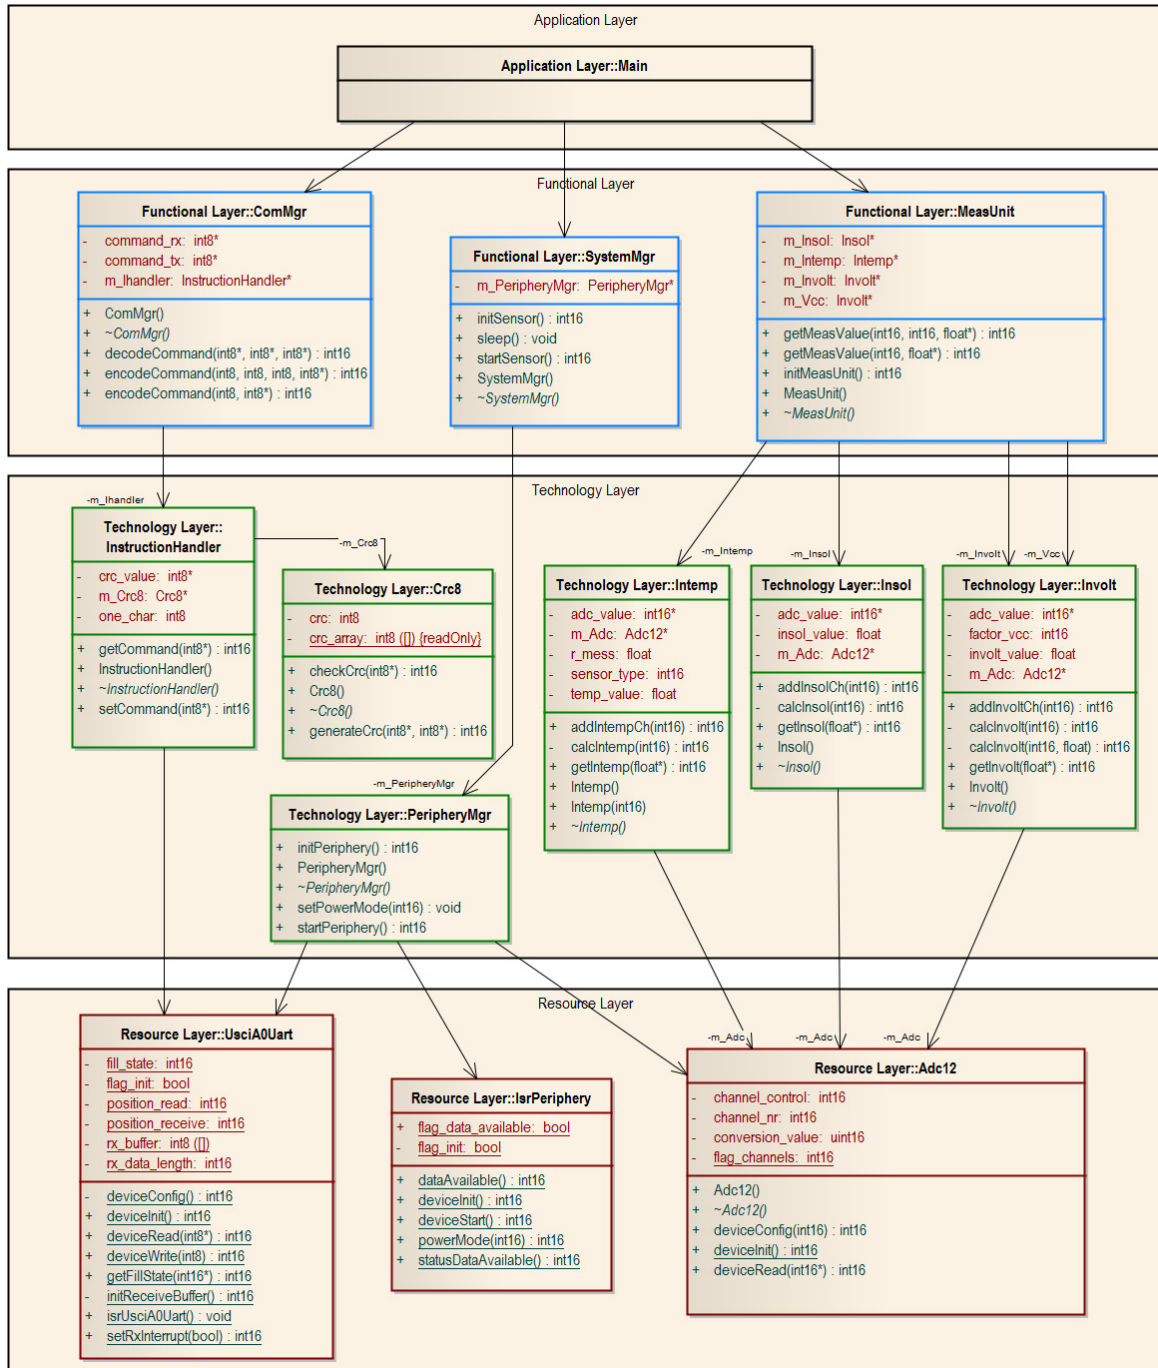 Application Layer
Application Layer::Main
Functional Layer
Functional Layer::ComMgr
- command_rx: int8*
- command_tx: int8*
- m_Ihandler: InstructionHandler*
+ ComMgr()
+ ~ComMgr()
+ decodeCommand(int8*, int8*, int8*) : int16
+ encodeCommand(int8, int8, int8, int8*) : int16
+ encodeCommand(int8, int8*) : int16
Functional Layer::SystemMgr
- m_PeripheryMgr: PeripheryMgr*
+ initSensor() : int16
+ sleep() : void
+ startSensor() : int16
+ SystemMgr()
+ ~SystemMgr()
Functional Layer::MeasUnit
- m_Insol: Insol*
- m_Intemp: Intemp*
- m_Involt: Involt*
- m_Vcc: Involt*
+ getMeasValue(int16, int16, float*) : int16
+ getMeasValue(int16, float*) : int16
+ initMeasUnit() : int16
+ MeasUnit()
+ ~MeasUnit()
Technology Layer
-m_Ihandler
Technology Layer::
InstructionHandler
- crc_value: int8*
- m_Crc8: Crc8*
- one_char: int8
+ getCommand(int8*) : int16
+ InstructionHandler()
+ ~InstructionHandler()
+ setCommand(int8*) : int16
-m_Crc8
Technology Layer::Crc8
- crc: int8
- crc_array: int8 ([]) {readOnly}
+ checkCrc(int8*) : int16
+ Crc8()
+ ~Crc8()
+ generateCrc(int8*, int8*) : int16
-m_PeripheryMgr
Technology Layer::PeripheryMgr
+ initPeriphery() : int16
+ PeripheryMgr()
+ ~PeripheryMgr()
+ setPowerMode(int16) : void
+ startPeriphery() : int16
-m_Intemp
Technology Layer::Intemp
- adc_value: int16*
- m_Adc: Adc12*
- r_mess: float
- sensor_type: int16
- temp_value: float
+ addIntempCh(int16) : int16
- calcIntemp(int16) : int16
+ getIntemp(float*) : int16
+ Intemp()
+ Intemp(int16)
+ ~Intemp()
-m_Insol
Technology Layer::Insol
- adc_value: int16*
- insol_value: float
- m_Adc: Adc12*
+ addInsolCh(int16) : int16
- calcInsol(int16) : int16
+ getInsol(float*) : int16
+ Insol()
+ ~Insol()
-m_Involt
-m_Vcc
Technology Layer::Involt
- adc_value: int16*
- factor_vcc: int16
- involt_value: float
- m_Adc: Adc12*
+ addInvoltCh(int16) : int16
- calcInvolt(int16) : int16
- calcInvolt(int16, float) : int16
+ getInvolt(float*) : int16
+ Involt()
+ ~Involt()
Resource Layer
Resource Layer::UsciA0Uart
- fill_state: int16
- flag_init: bool
- position_read: int16
- position_receive: int16
- rx_buffer: int8 ([])
- rx_data_length: int16
- deviceConfig() : int16
+ deviceInit() : int16
+ deviceRead(int8*) : int16
+ deviceWrite(int8) : int16
+ getFillState(int16*) : int16
- initReceiveBuffer() : int16
+ isrUsciA0Uart() : void
+ setRxInterrupt(bool) : int16
Resource Layer::IsrPeriphery
+ flag_data_available: bool
- flag_init: bool
+ dataAvailable() : int16
+ deviceInit() : int16
+ deviceStart() : int16
+ powerMode(int16) : int16
+ statusDataAvailable() : int16
-m_Adc
-m_Adc
-m_Adc
Resource Layer::Adc12
- channel_control: int16
- channel_nr: int16
- conversion_value: uint16
- flag_channels: int16
+ Adc12()
+ ~Adc12()
+ deviceConfig(int16) : int16
+ deviceInit() : int16
+ deviceRead(int16*) : int16